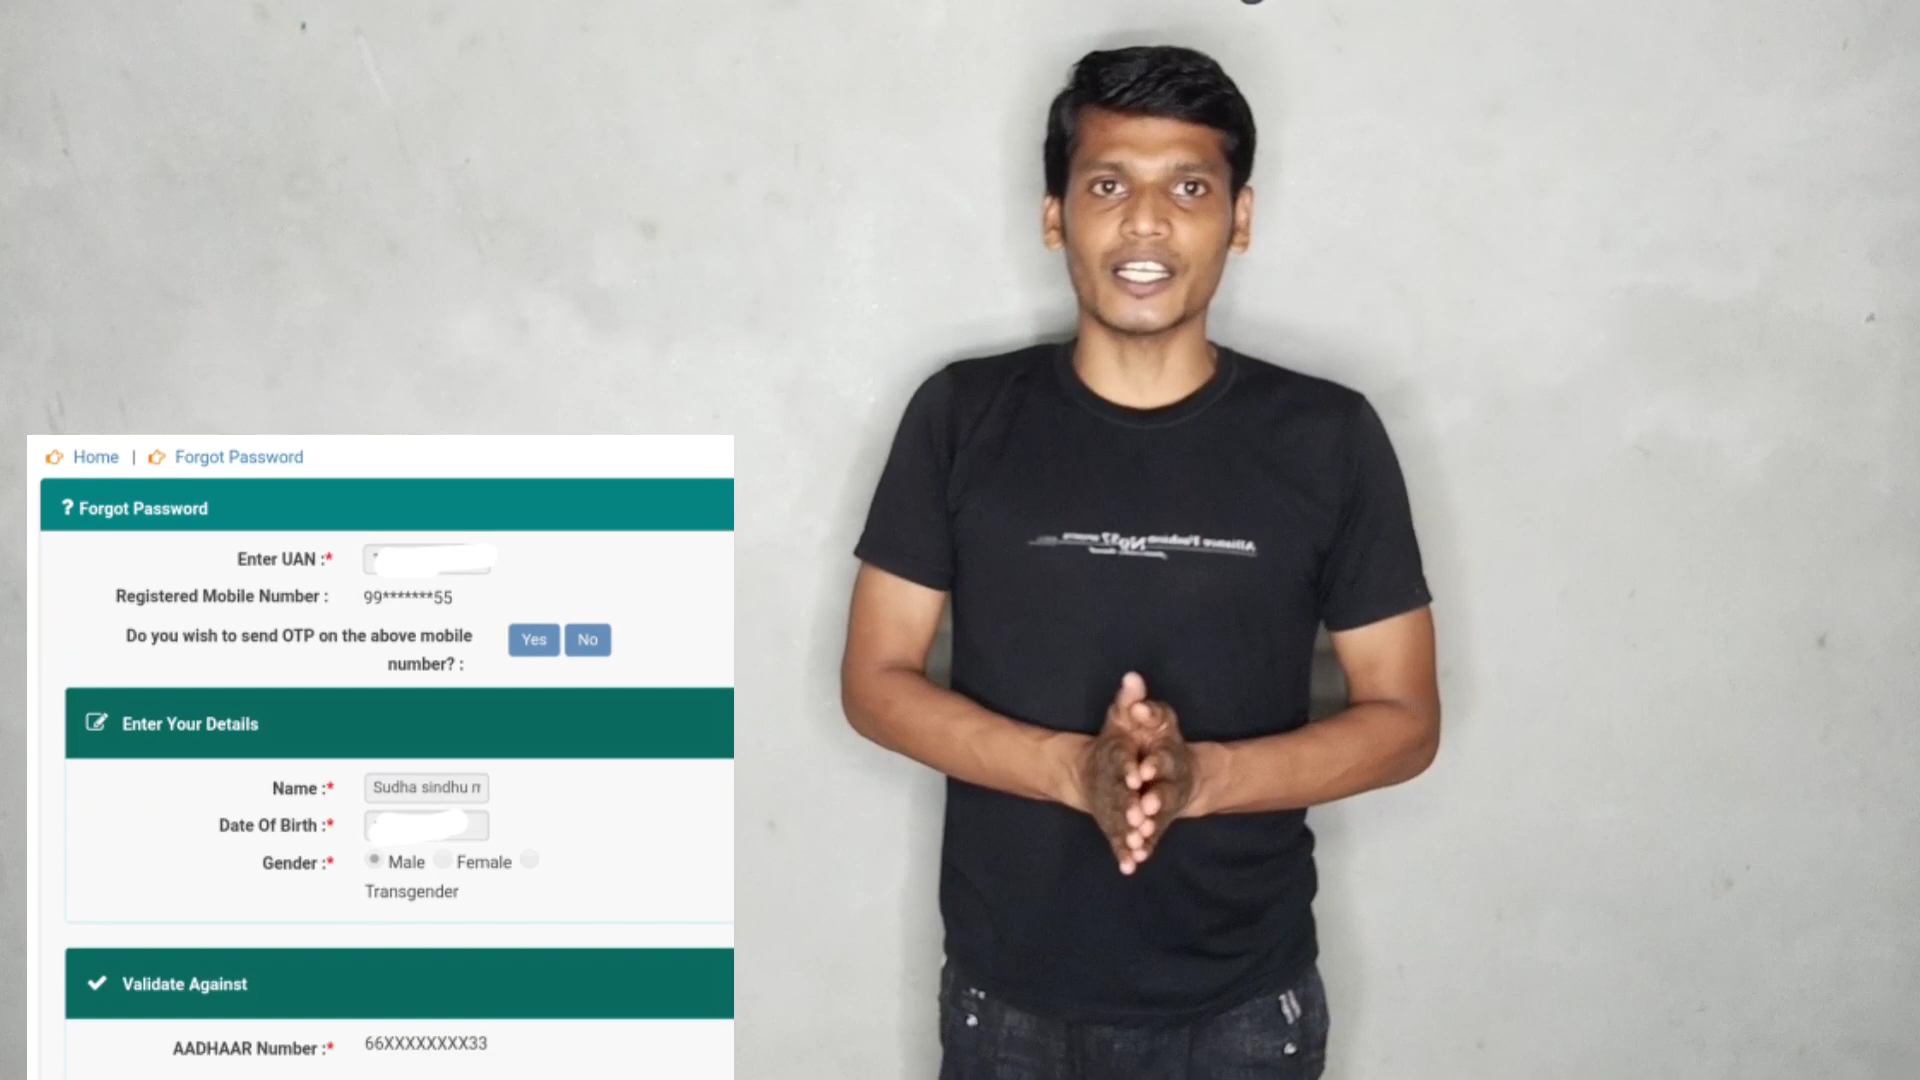 Home | Forgot Password
? Forgot Password
Enter UAN :*
Registered Mobile Number : 99*******55
Do you wish to send OTP on the above mobile number? : Yes No
Enter Your Details
Name :* Sudha sindhu
Date Of Birth :*
Gender :* Male Female
Transgender
Validate Against
AADHAAR Number :* 66XXXXXXXX33